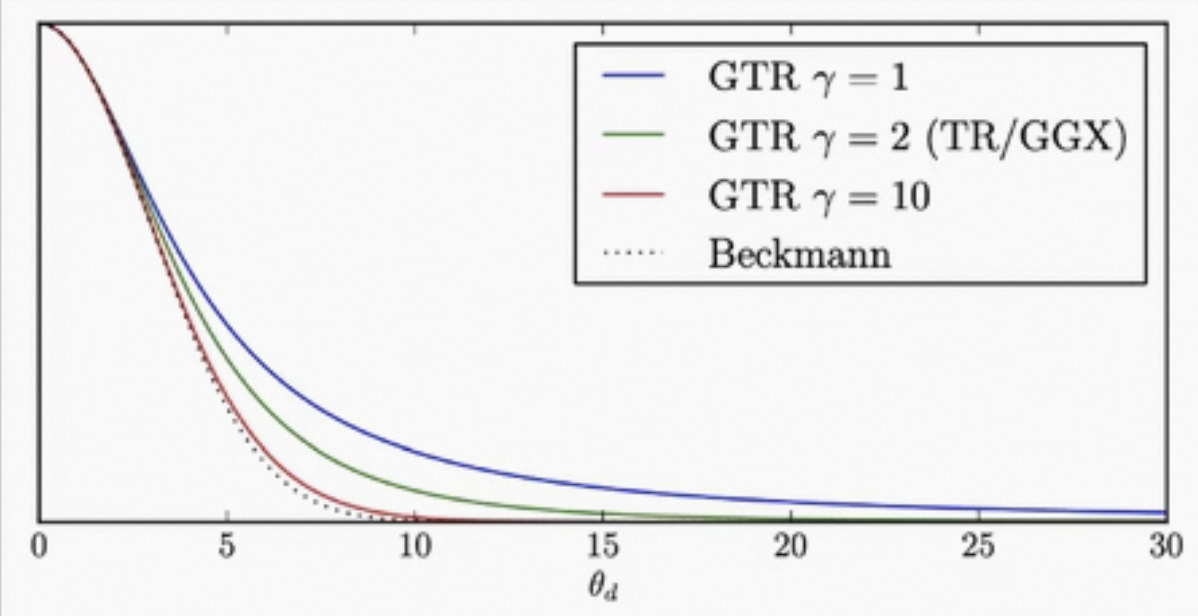 GTR γ = 1
GTR γ = 2 (TR/GGX)
GTR γ = 10
Beckmann
0 5 10 15 20 25 30
θd